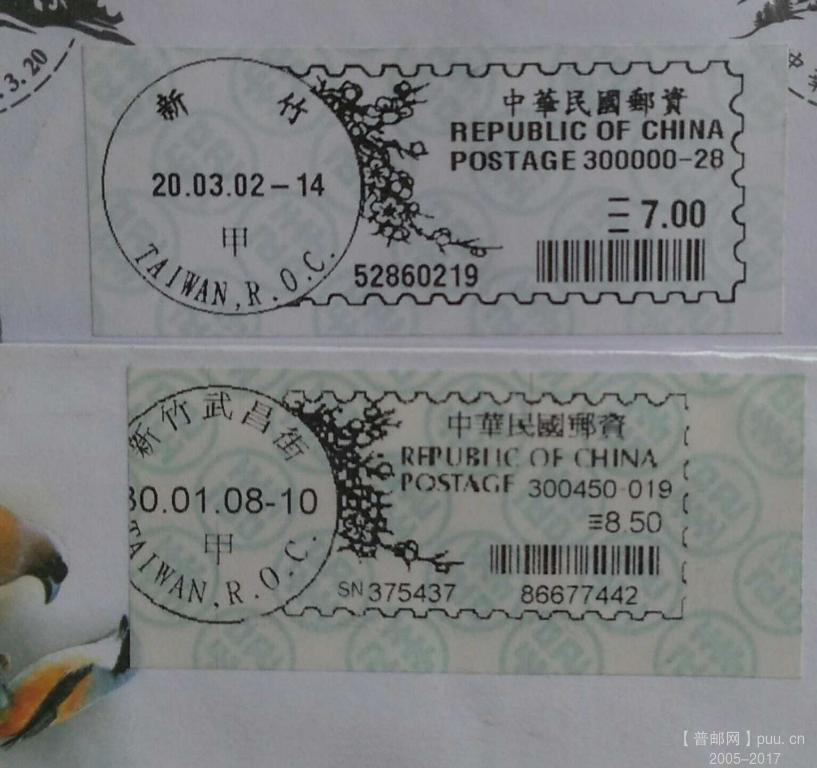 .3.20
新竹
20.03.02-14
甲
TAIWAN, R.O.C.
中華民國郵資
REPUBLIC OF CHINA
POSTAGE 300000-28
7.00
52860219
新竹武昌街
30.01.08-10
甲
TAIWAN, R.O.C.
中華民國郵資
REPUBLIC OF CHINA
POSTAGE 300450-019
8.50
SN 375437
86677442
【普邮网】puu.cn
2005-2017